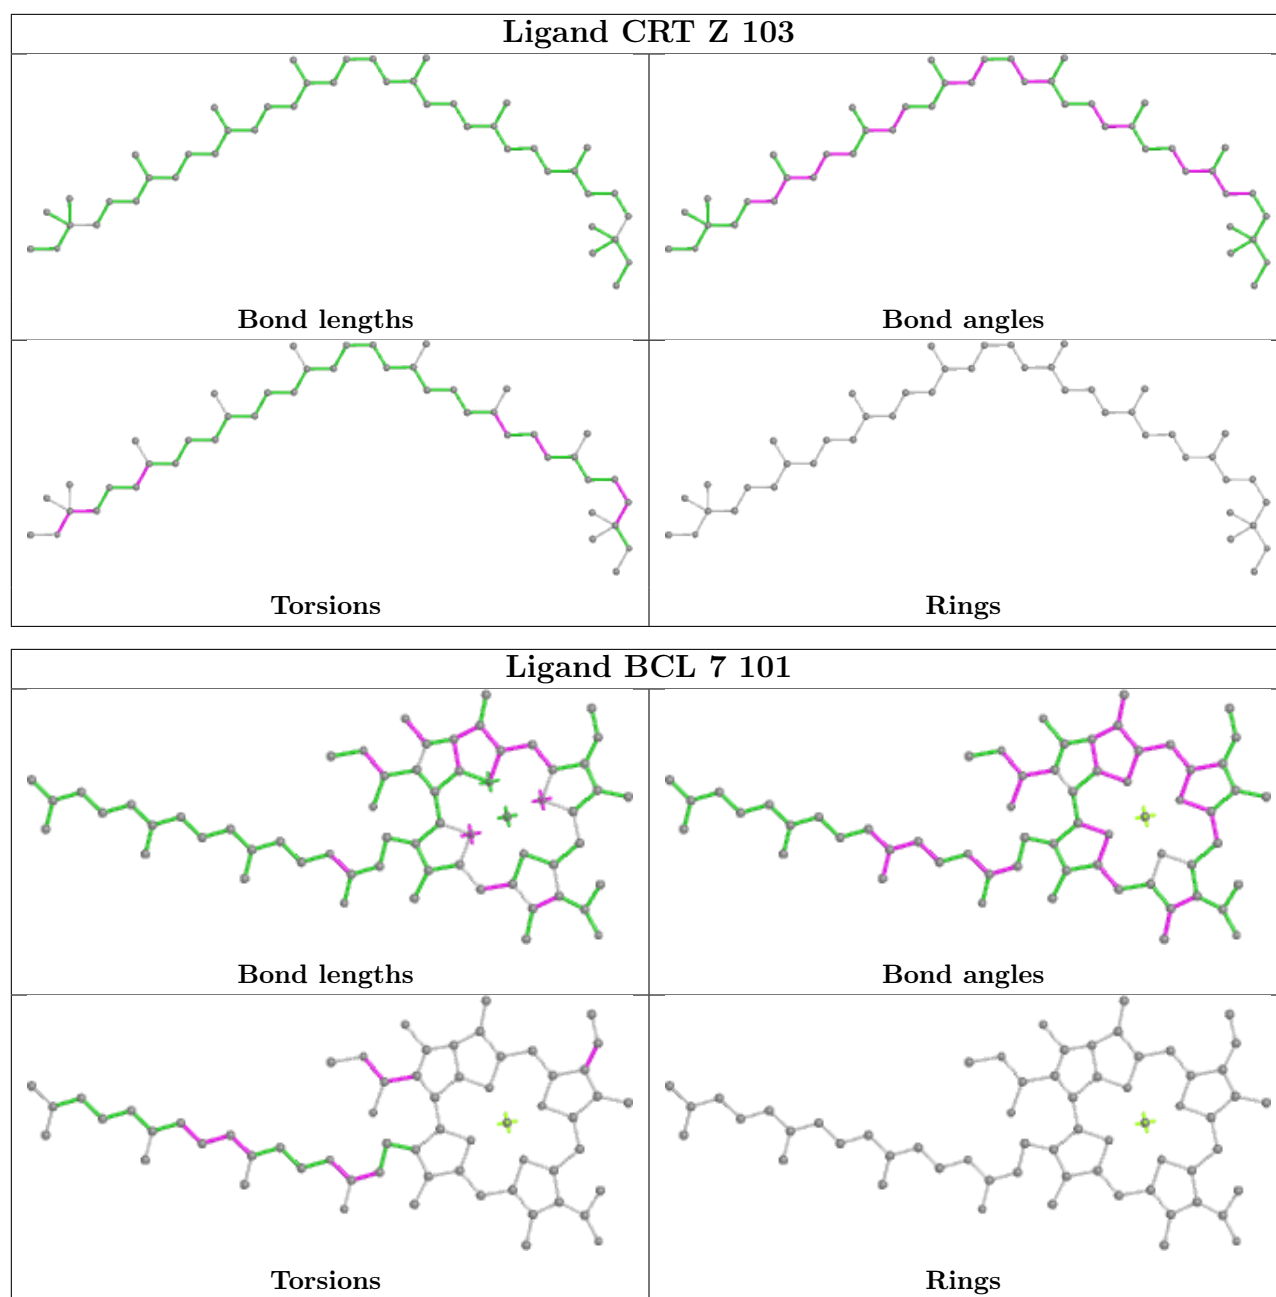 Ligand CRT Z 103
Bond lengths
Bond angles
Torsions
Rings
Ligand BCL 7 101
Bond lengths
Bond angles
Torsions
Rings